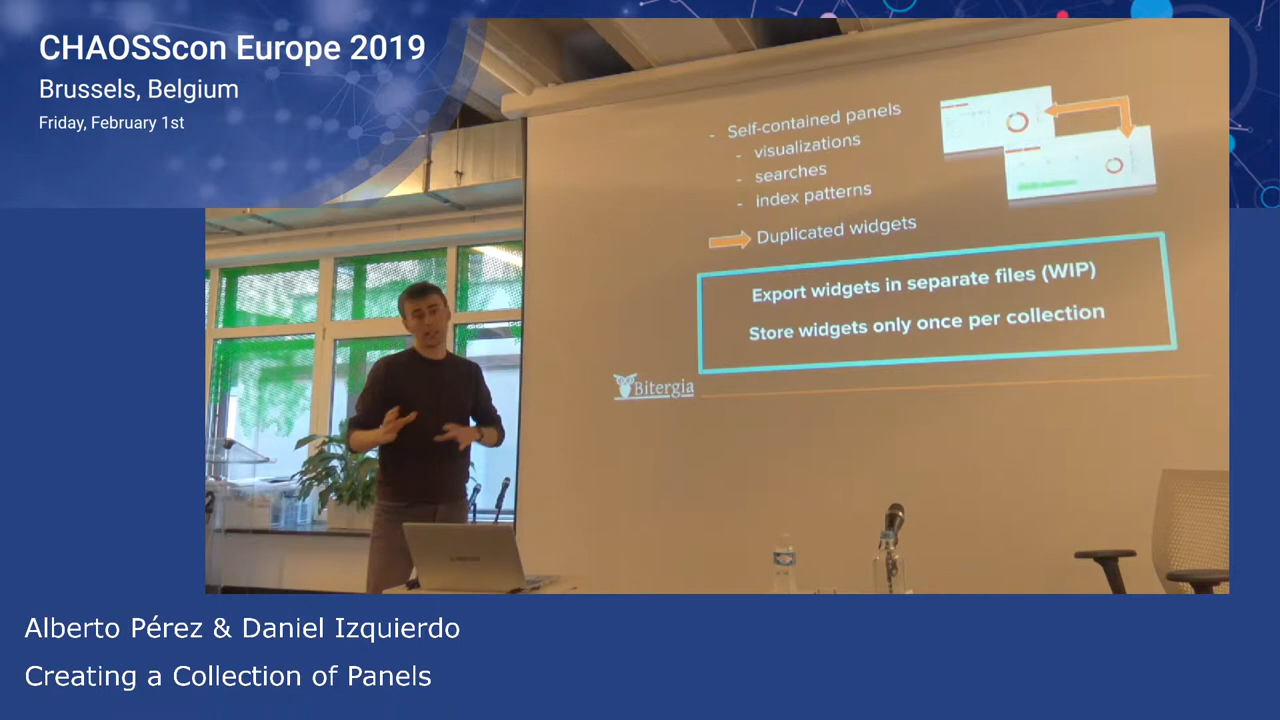 CHAOSScon Europe 2019
Brussels, Belgium
Friday, February 1st
- Self-contained panels
- visualizations
- searches
- index patterns
Duplicated widgets
Export widgets in separate files (WIP)
Store widgets only once per collection
Bitergia
Alberto Pérez & Daniel Izquierdo
Creating a Collection of Panels